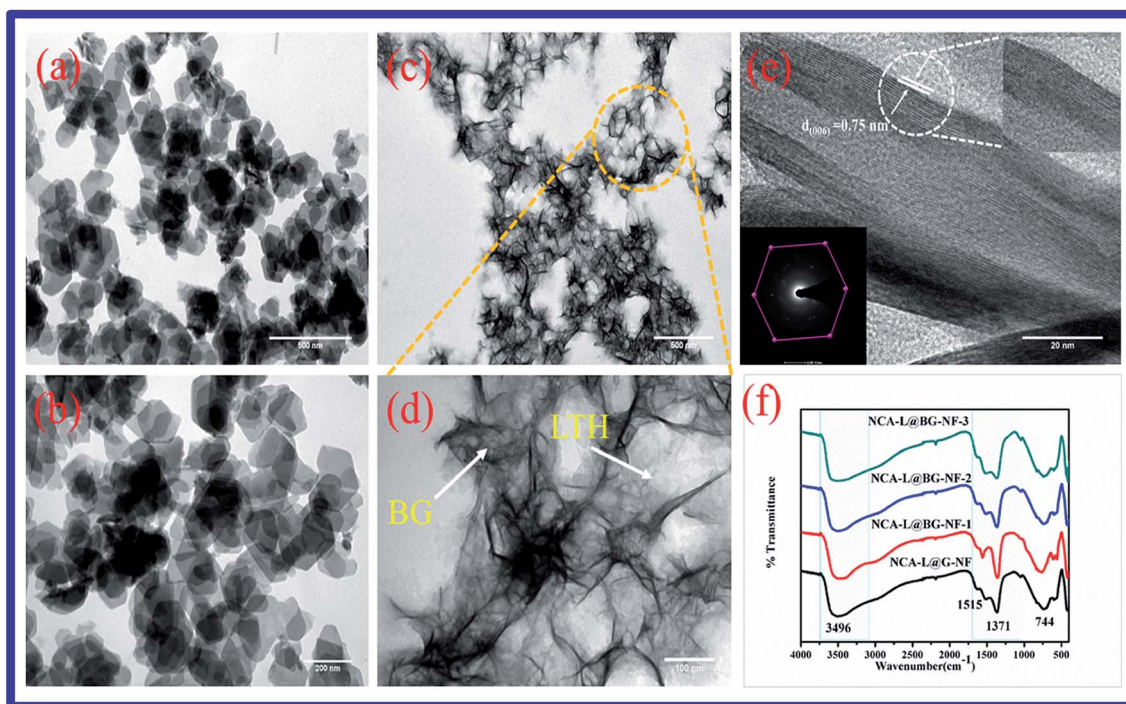 (a)
500 nm
(b)
200 nm
(c)
500 nm
(d)
BG
LTH
100 nm
(e)
d(006) =0.75 nm
20 nm
(f)
% Transmittance
NCA-L@BG-NF-3
NCA-L@BG-NF-2
NCA-L@BG-NF-1
NCA-L@G-NF
3496
1515
1371
744
4000 3500 3000 2500 2000 1500 1000 500
Wavenumber(cm-1)